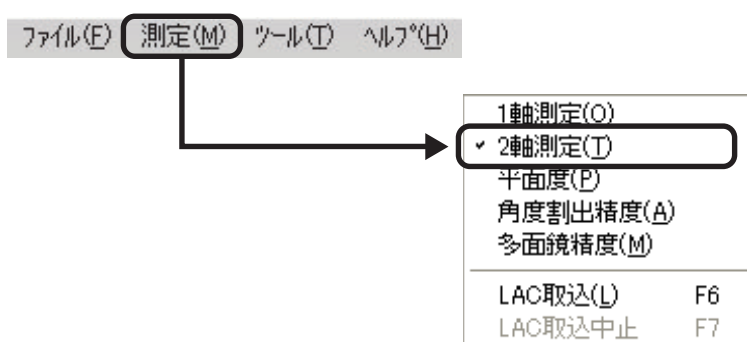 ファイル(F) 測定(M) ツール(T) ヘルプ(H)
1軸測定(O)
✓ 2軸測定(T)
平面度(P)
角度割出精度(A)
多面鏡精度(M)
LAC取込(L) F6
LAC取込中止 F7